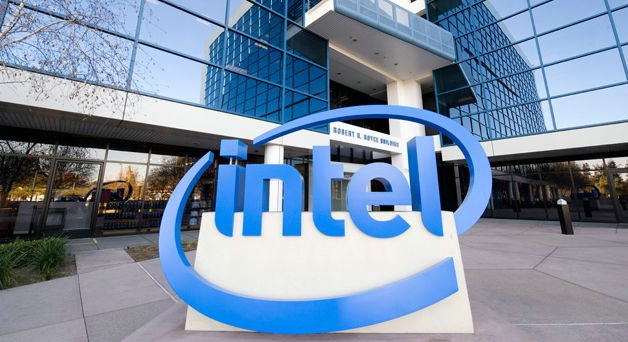 ROBERT N. NOYCE BUILDING
intel